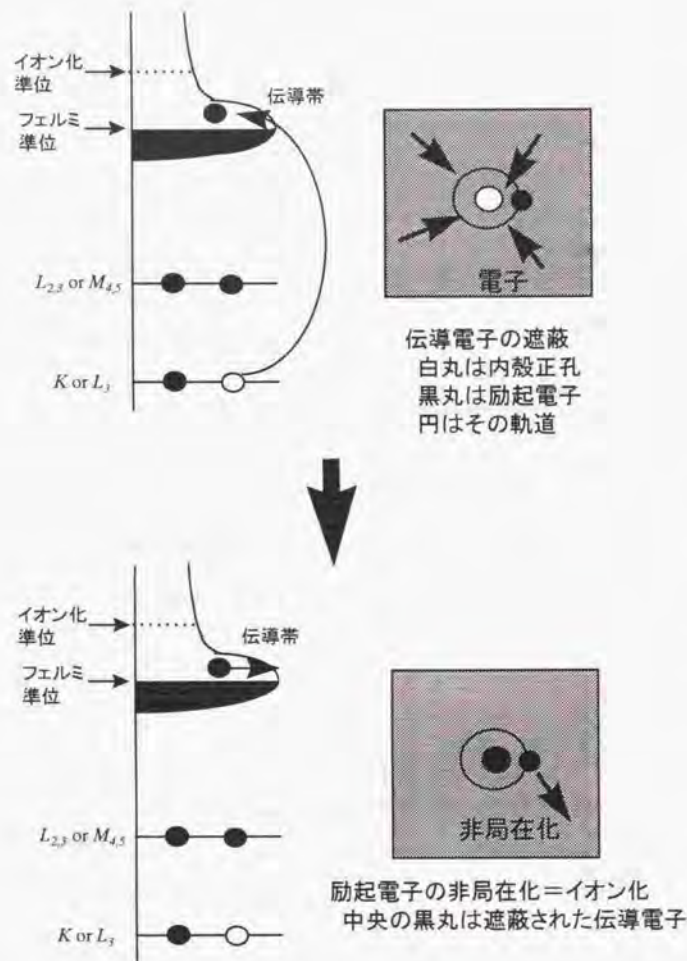 イオン化
準位
伝導帯
フェルミ
準位
L2,3 or M4,5
K or L3
電子
伝導電子の遮蔽
白丸は内殻正孔
黒丸は励起電子
円はその軌道
イオン化
準位
伝導帯
フェルミ
準位
L2,3 or M4,5
K or L3
非局在化
励起電子の非局在化＝イオン化
中央の黒丸は遮蔽された伝導電子